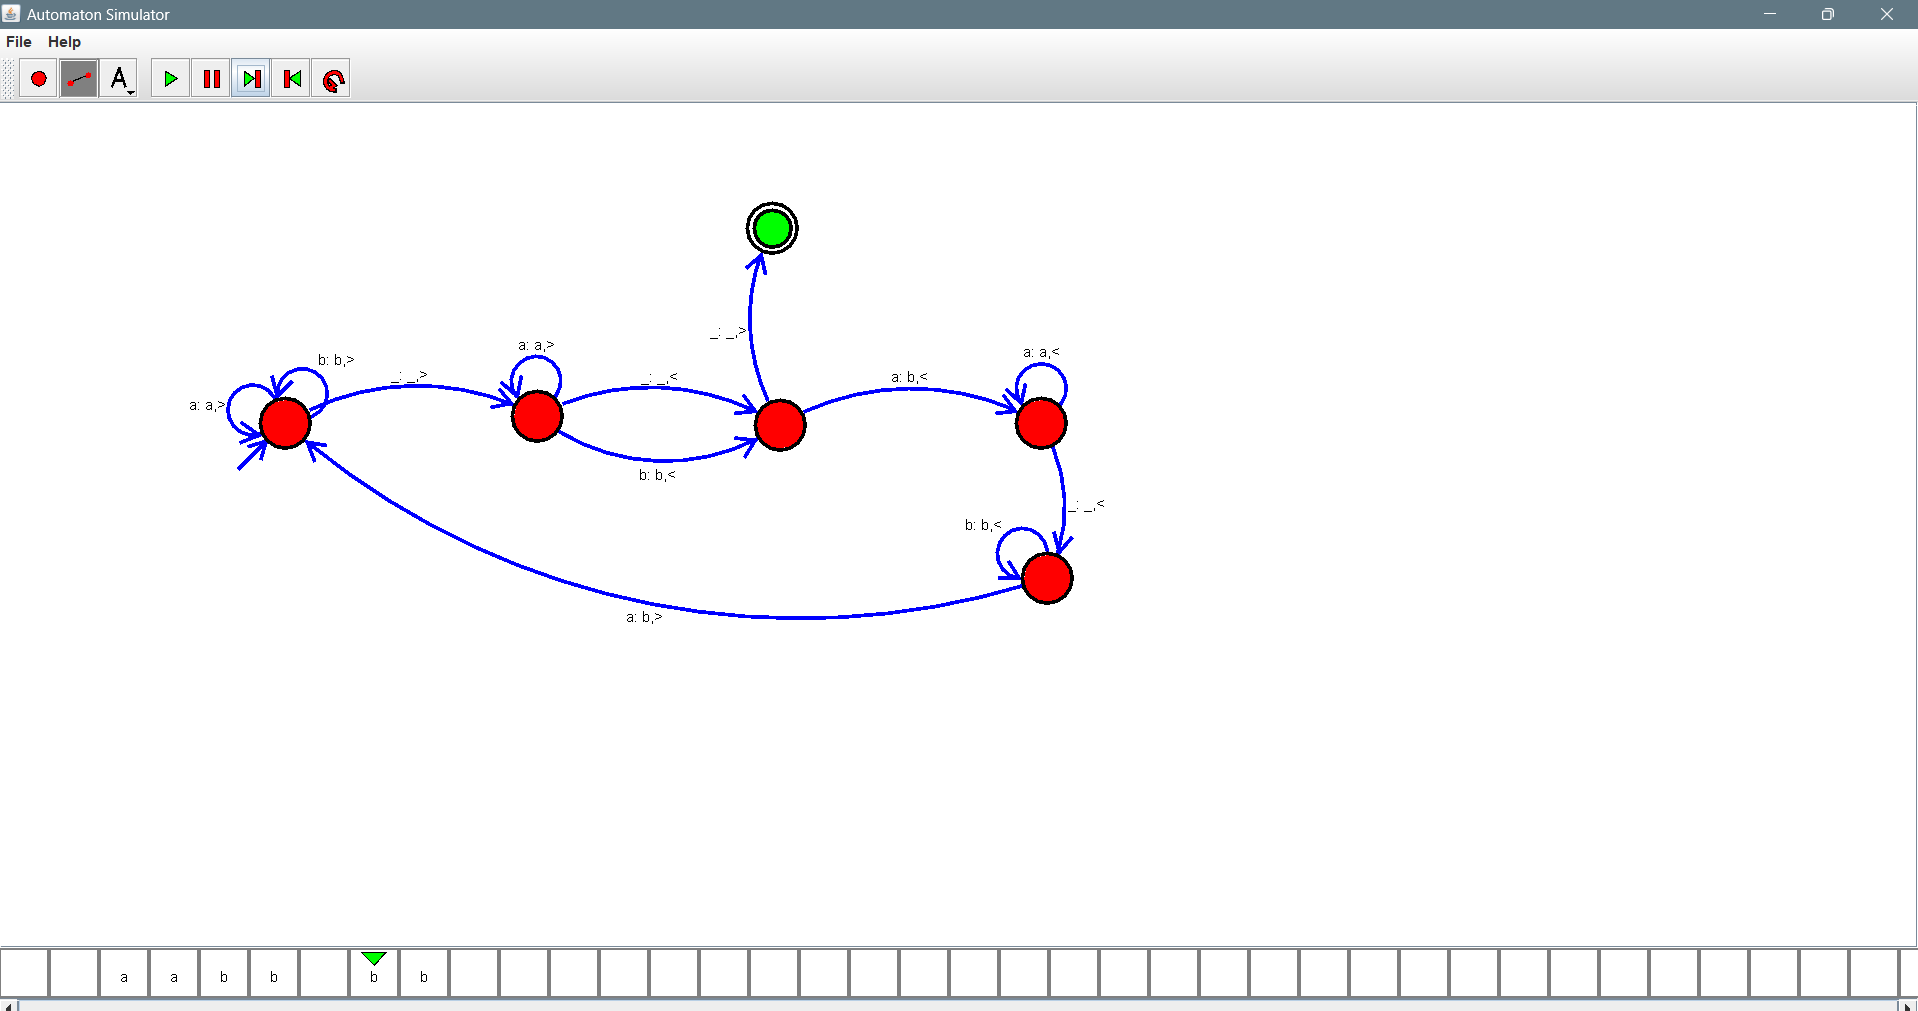 Automaton Simulator
File Help
A
b: b,>
a: a,>
_: _,>
a: a,>
_: _,<
b: b,<
_: _,>
a: b,<
a: a,<
_: _,<
b: b,<
a: b,>
a a b b b b